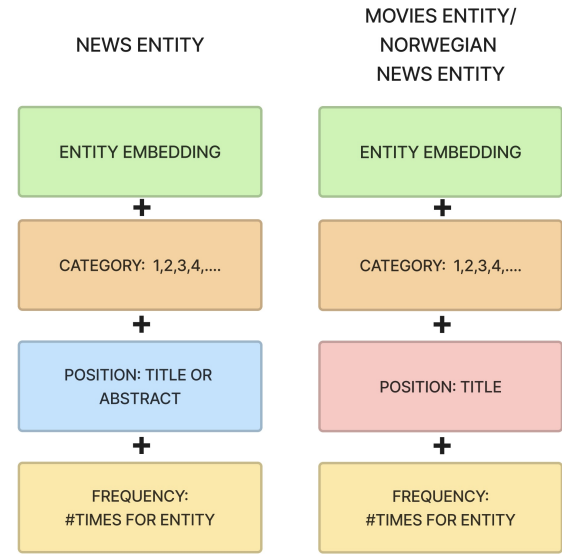 NEWS ENTITY
ENTITY EMBEDDING
+
CATEGORY: 1,2,3,4,....
+
POSITION: TITLE OR
ABSTRACT
+
FREQUENCY:
#TIMES FOR ENTITY
MOVIES ENTITY/
NORWEGIAN
NEWS ENTITY
ENTITY EMBEDDING
+
CATEGORY: 1,2,3,4,....
+
POSITION: TITLE
+
FREQUENCY:
#TIMES FOR ENTITY